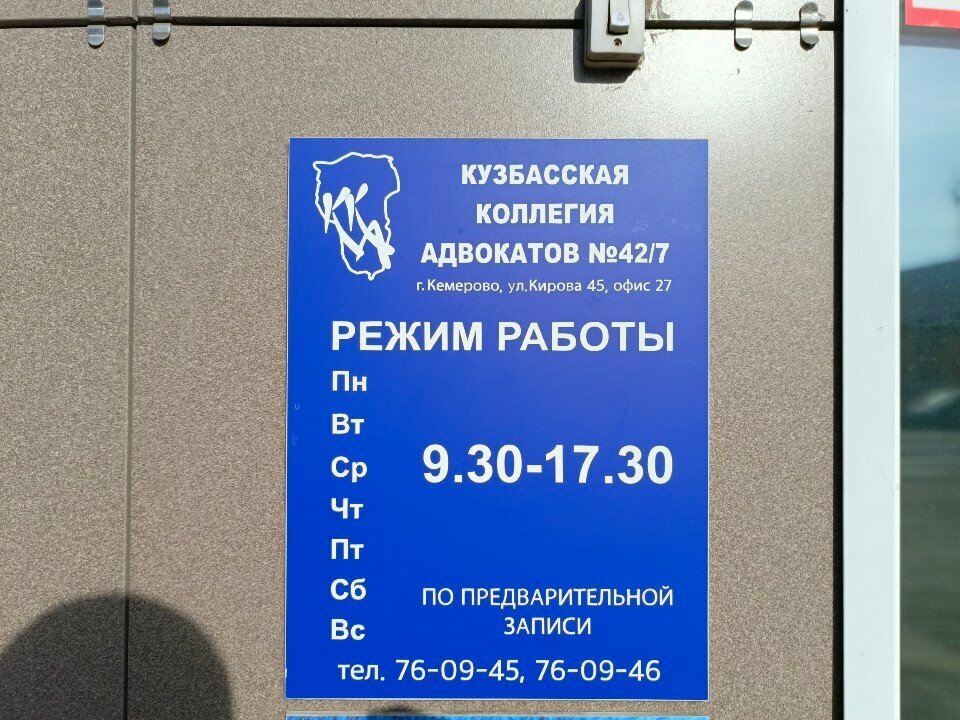 ККА
КУЗБАССКАЯ
КОЛЛЕГИЯ
АДВОКАТОВ №42/7
г.Кемерово, ул.Кирова 45, офис 27
РЕЖИМ РАБОТЫ
Пн
Вт
Ср 9.30-17.30
Чт
Пт
Сб ПО ПРЕДВАРИТЕЛЬНОЙ
Вс ЗАПИСИ
тел. 76-09-45, 76-09-46